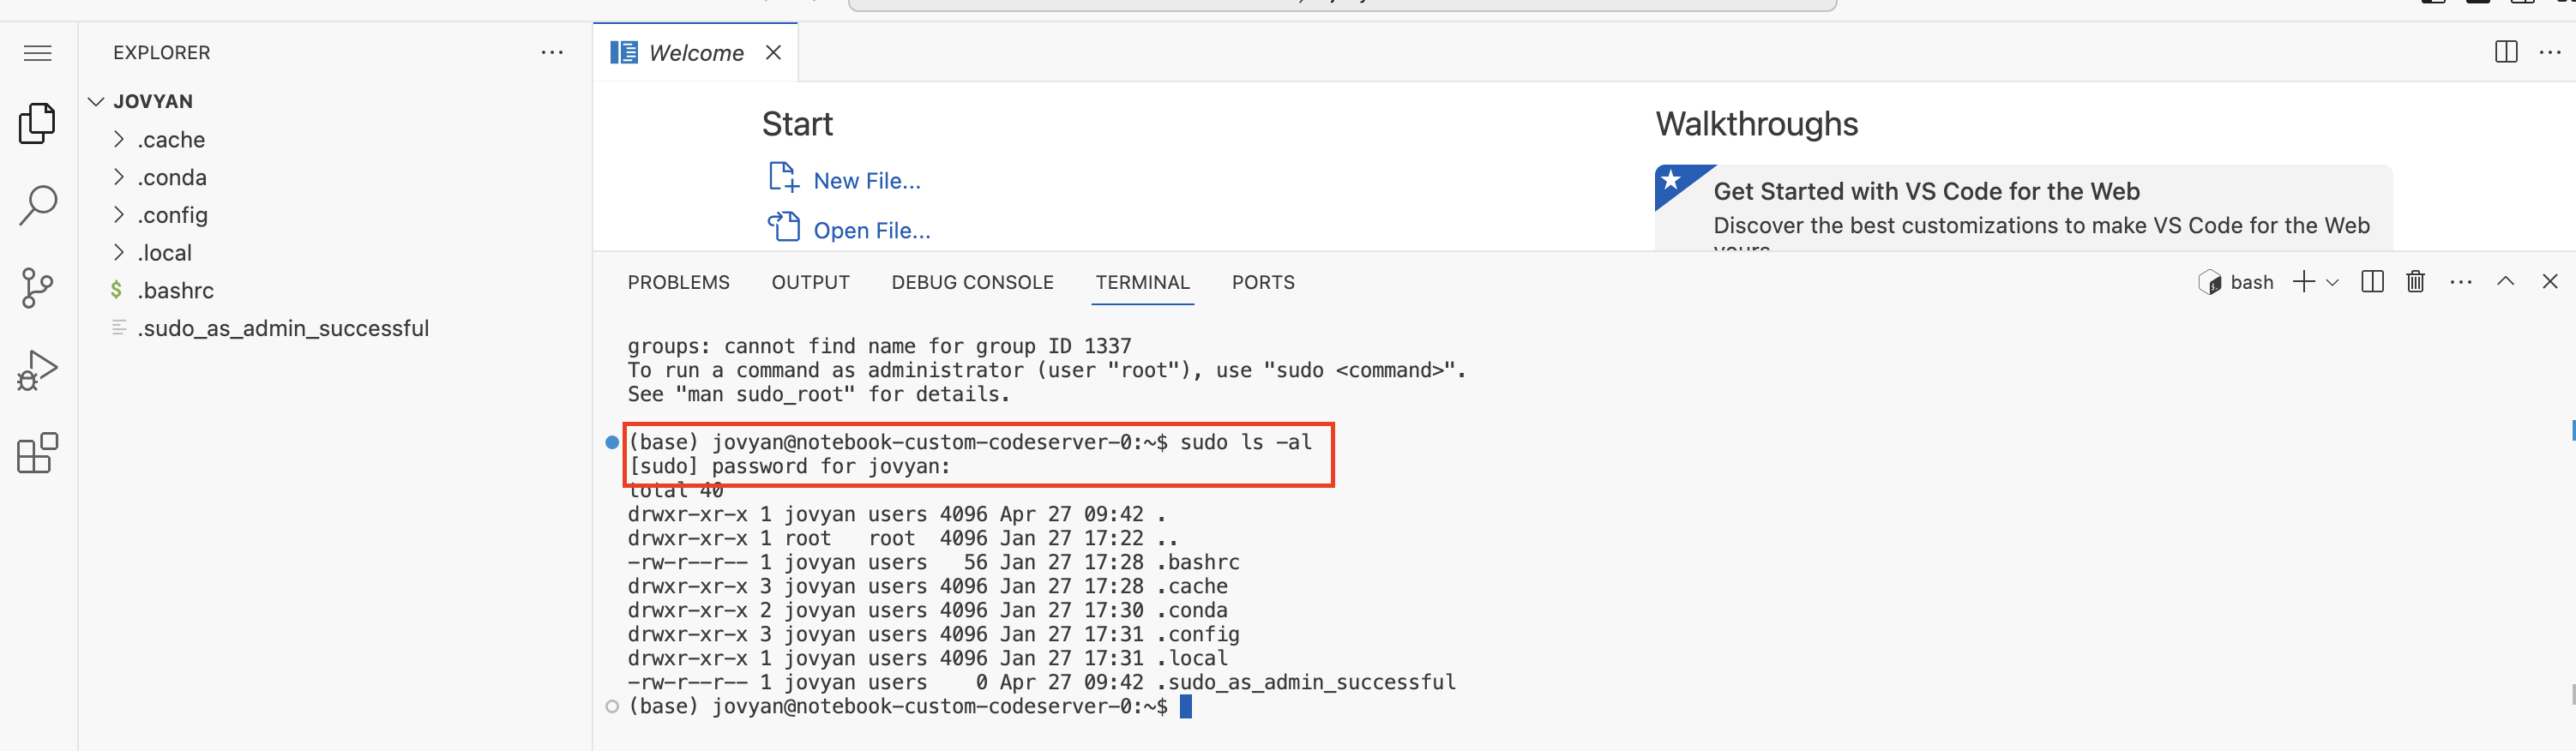 EXPLORER
JOVYAN
.cache
.conda
.config
.local
$ .bashrc
.sudo_as_admin_successful
Welcome
Start
New File...
Open File...
Walkthroughs
Get Started with VS Code for the Web
Discover the best customizations to make VS Code for the Web
PROBLEMS OUTPUT DEBUG CONSOLE TERMINAL PORTS
bash
groups: cannot find name for group ID 1337
To run a command as administrator (user "root"), use "sudo <command>".
See "man sudo_root" for details.
(base) jovyan@notebook-custom-codeserver-0:~$ sudo ls -al
[sudo] password for jovyan:
total 40
drwxr-xr-x 1 jovyan users 4096 Apr 27 09:42 .
drwxr-xr-x 1 root   root  4096 Jan 27 17:22 ..
-rw-r--r-- 1 jovyan users   56 Jan 27 17:28 .bashrc
drwxr-xr-x 3 jovyan users 4096 Jan 27 17:28 .cache
drwxr-xr-x 2 jovyan users 4096 Jan 27 17:30 .conda
drwxr-xr-x 3 jovyan users 4096 Jan 27 17:31 .config
drwxr-xr-x 1 jovyan users 4096 Jan 27 17:31 .local
-rw-r--r-- 1 jovyan users    0 Apr 27 09:42 .sudo_as_admin_successful
(base) jovyan@notebook-custom-codeserver-0:~$